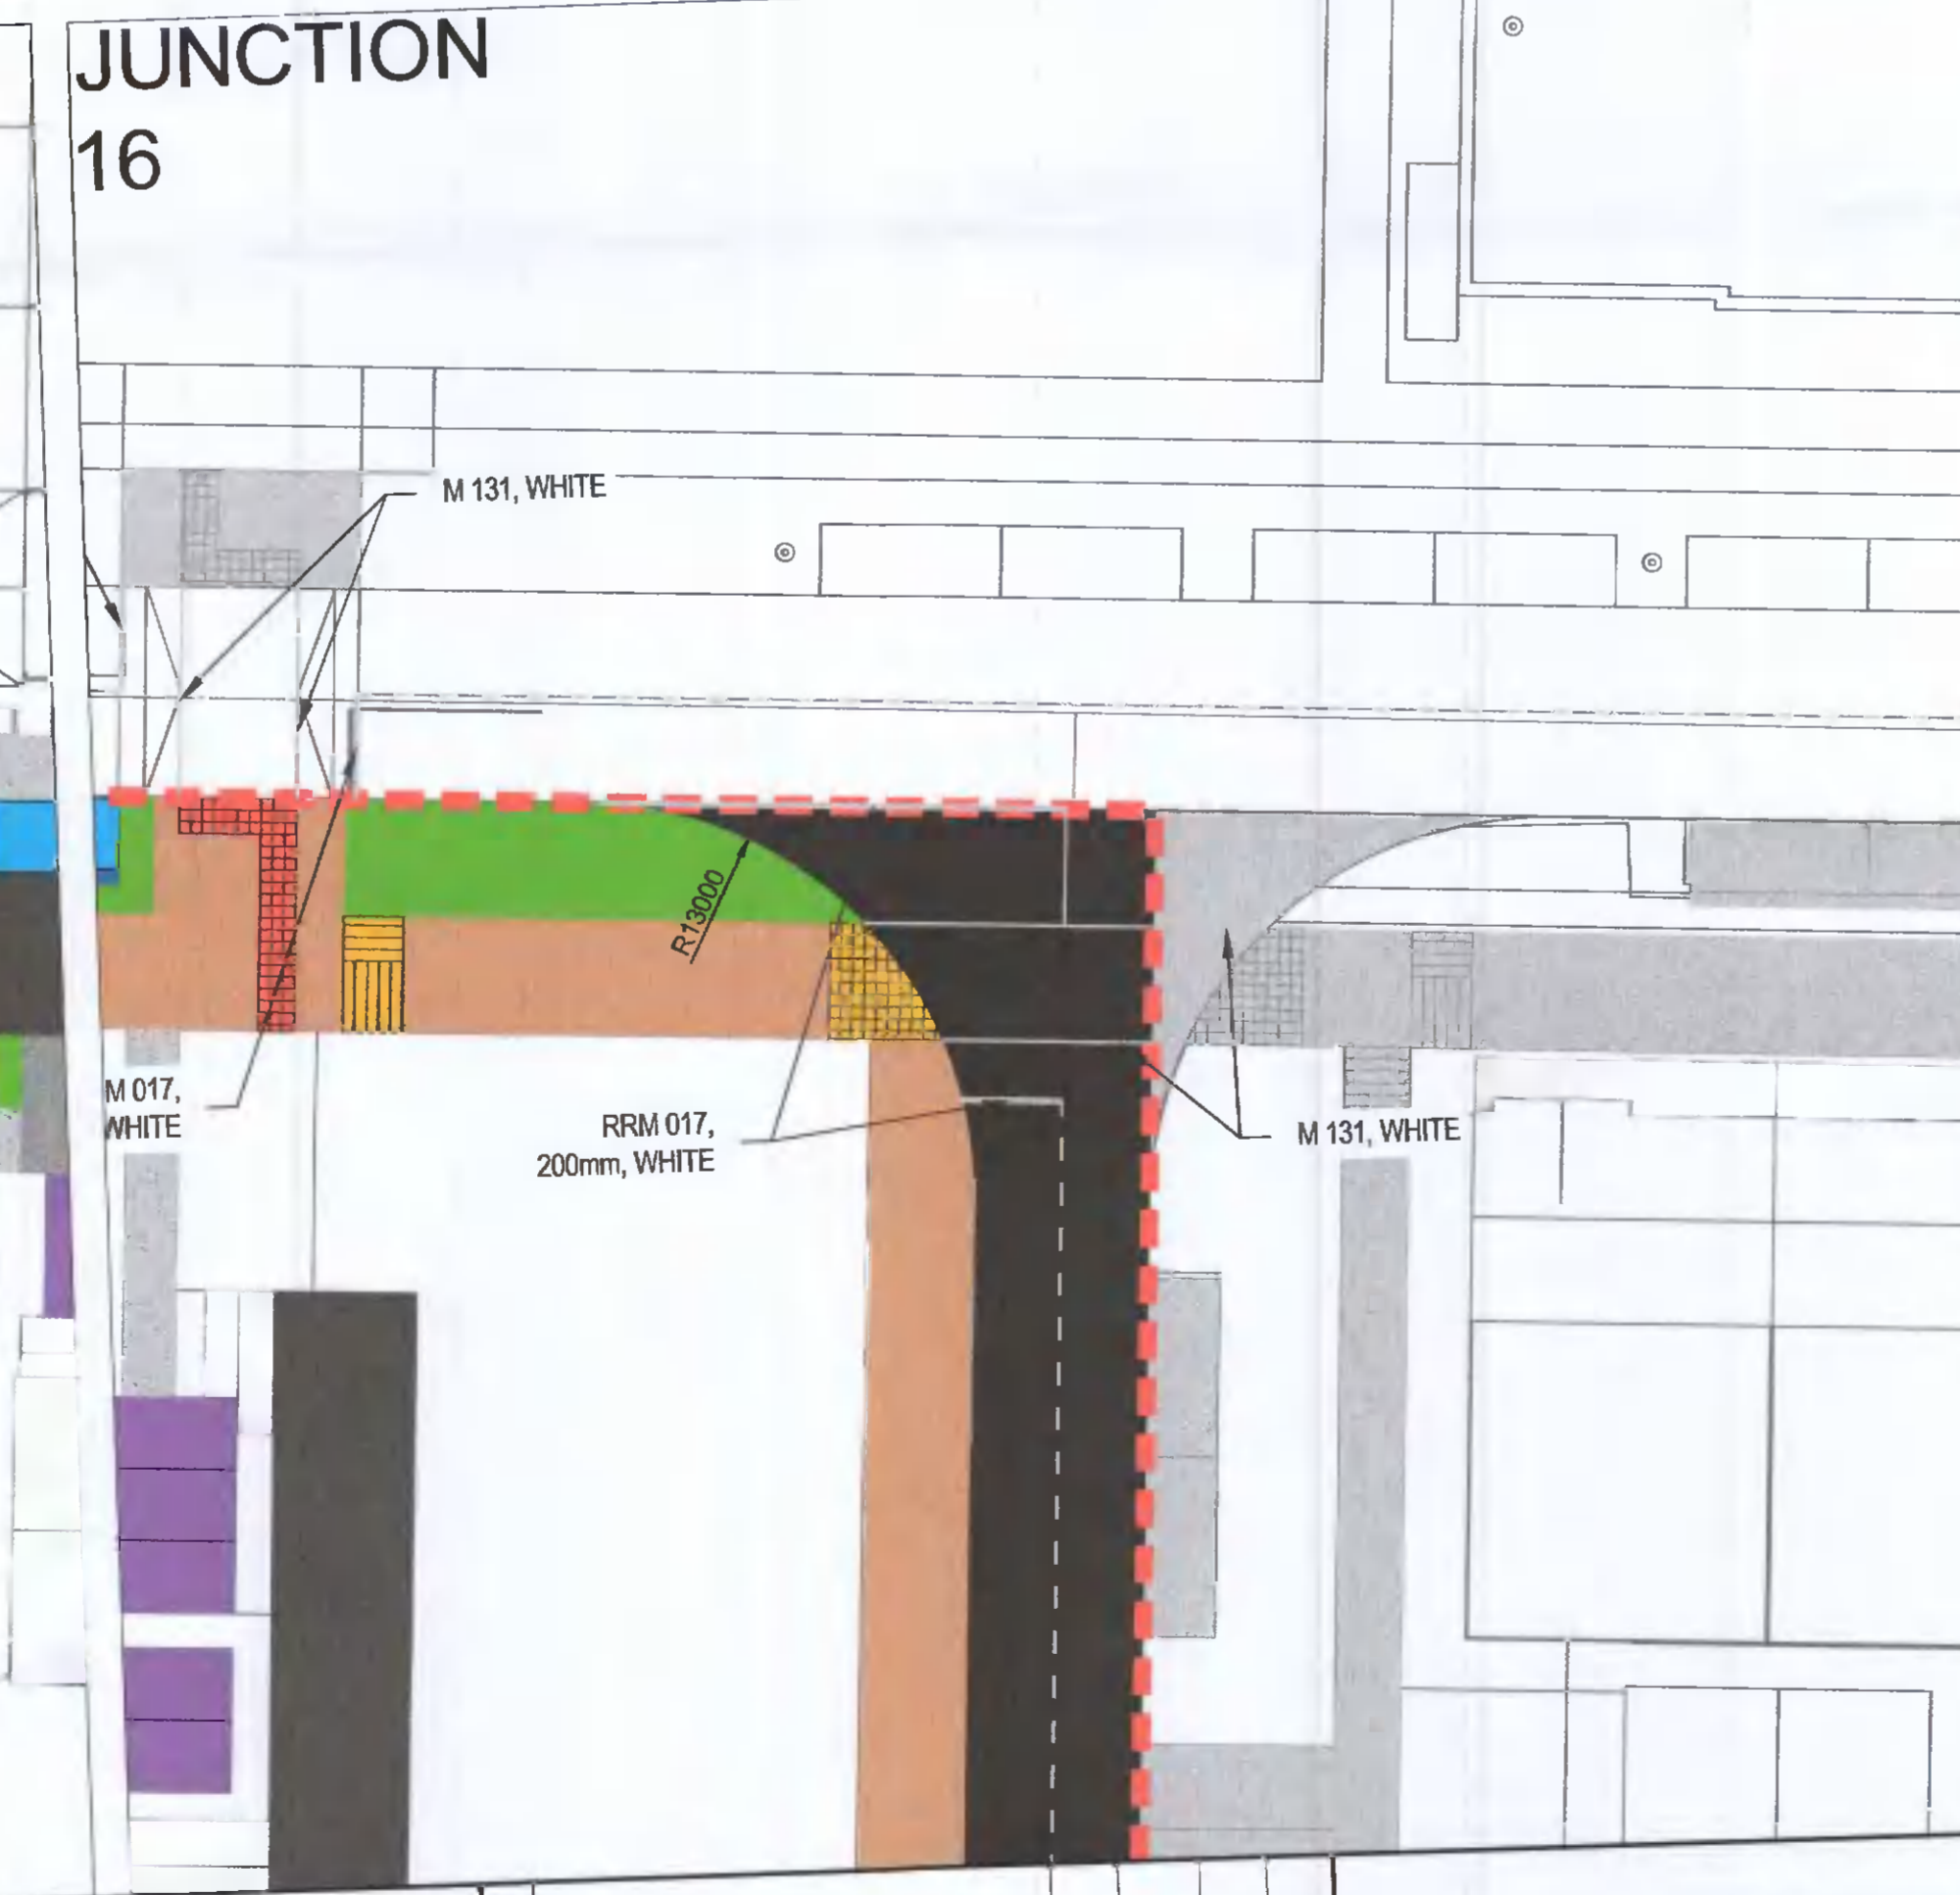 JUNCTION
16
M 131, WHITE
R13000
M 017,
WHITE
RRM 017,
200mm, WHITE
M 131, WHITE